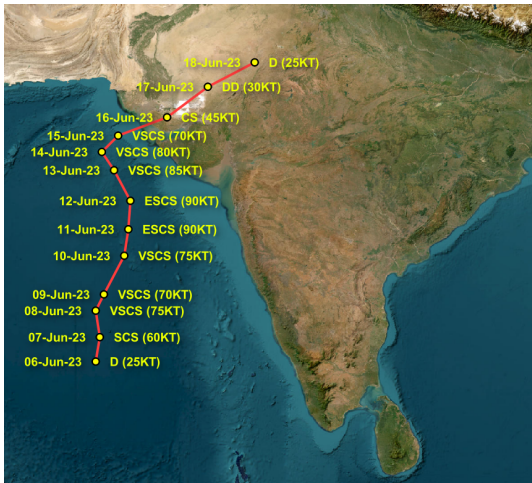 18-Jun-23 D (25KT)
17-Jun-23 DD (30KT)
16-Jun-23 CS (45KT)
15-Jun-23 VSCS (70KT)
14-Jun-23 VSCS (80KT)
13-Jun-23 VSCS (85KT)
12-Jun-23 ESCS (90KT)
11-Jun-23 ESCS (90KT)
10-Jun-23 VSCS (75KT)
09-Jun-23 VSCS (70KT)
08-Jun-23 VSCS (75KT)
07-Jun-23 SCS (60KT)
06-Jun-23 D (25KT)